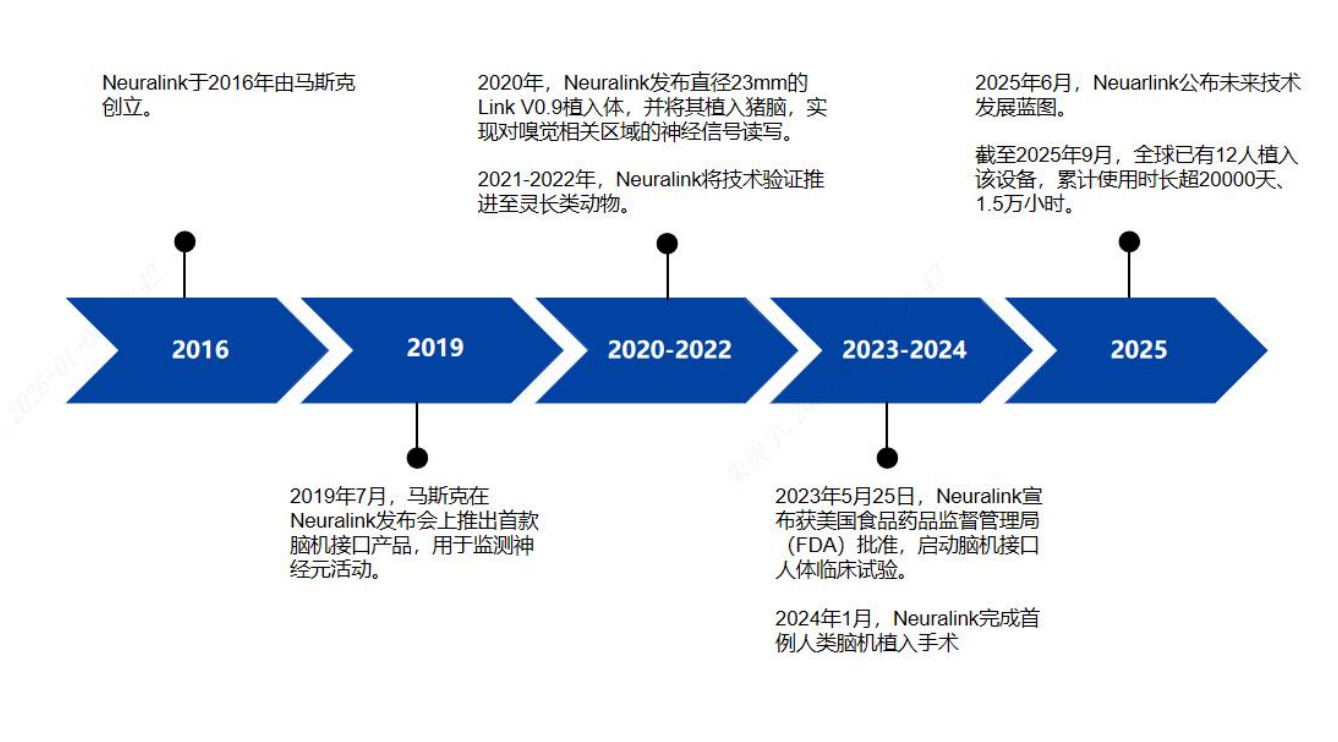 Neuralink于2016年由马斯克
创立。
2020年，Neuralink发布直径23mm的
Link V0.9植入体，并将其植入猪脑，实
现对嗅觉相关区域的神经信号读写。
2021-2022年，Neuralink将技术验证推
进至灵长类动物。
2025年6月，Neuarlink公布未来技术
发展蓝图。
截至2025年9月，全球已有12人植入
该设备，累计使用时长超20000天、
1.5万小时。
2016
2019
2020-2022
2023-2024
2025
2019年7月，马斯克在
Neuralink发布会上推出首款
脑机接口产品，用于监测神
经元活动。
2023年5月25日，Neuralink宣
布获美国食品药品监督管理局
（FDA）批准，启动脑机接口
人体临床试验。
2024年1月，Neuralink完成首
例人类脑机植入手术